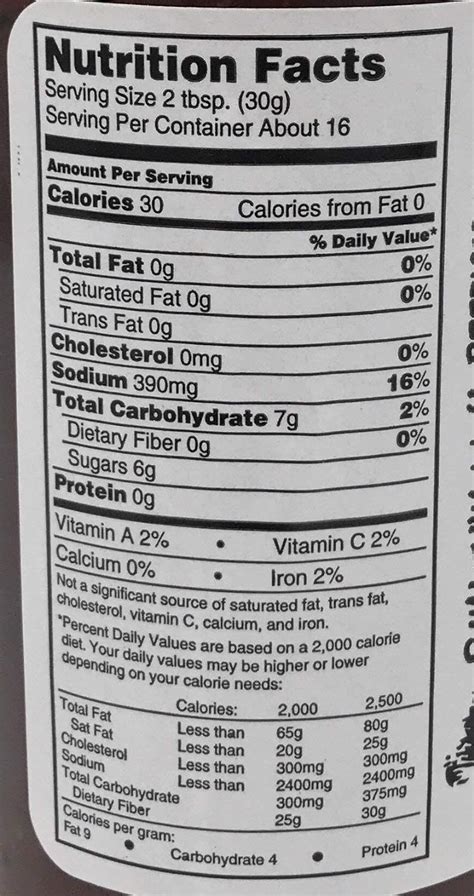 Nutrition Facts
Serving Size 2 tbsp. (30g)
Serving Per Container About 16
Amount Per Serving
Calories 30 Calories from Fat 0
% Daily Value*
Total Fat 0g 0%
Saturated Fat 0g 0%
Trans Fat 0g
Cholesterol 0mg 0%
Sodium 390mg 16%
Total Carbohydrate 7g 2%
Dietary Fiber 0g 0%
Sugars 6g
Protein 0g
Vitamin A 2% • Vitamin C 2%
Calcium 0% • Iron 2%
Not a significant source of saturated fat, trans fat,
cholesterol, vitamin C, calcium, and iron.
*Percent Daily Values are based on a 2,000 calorie
diet. Your daily values may be higher or lower
depending on your calorie needs:
Calories: 2,000 2,500
Total Fat Less than 65g 80g
Sat Fat Less than 20g 25g
Cholesterol Less than 300mg 300mg
Sodium Less than 2400mg 2400mg
Total Carbohydrate 300mg 375mg
Dietary Fiber 25g 30g
Calories per gram:
Fat 9 • Carbohydrate 4 • Protein 4